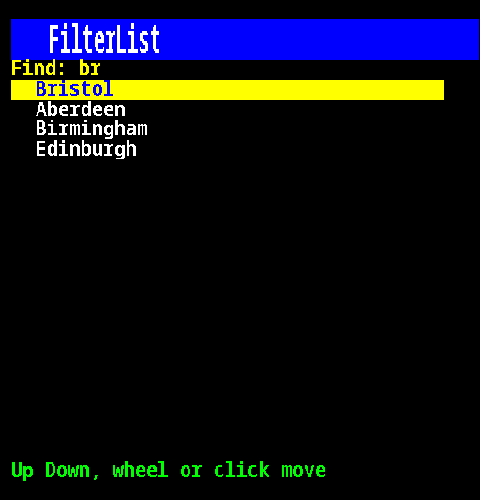 FilterList
Find: br
Bristol
Aberdeen
Birmingham
Edinburgh
Up Down, wheel or click move